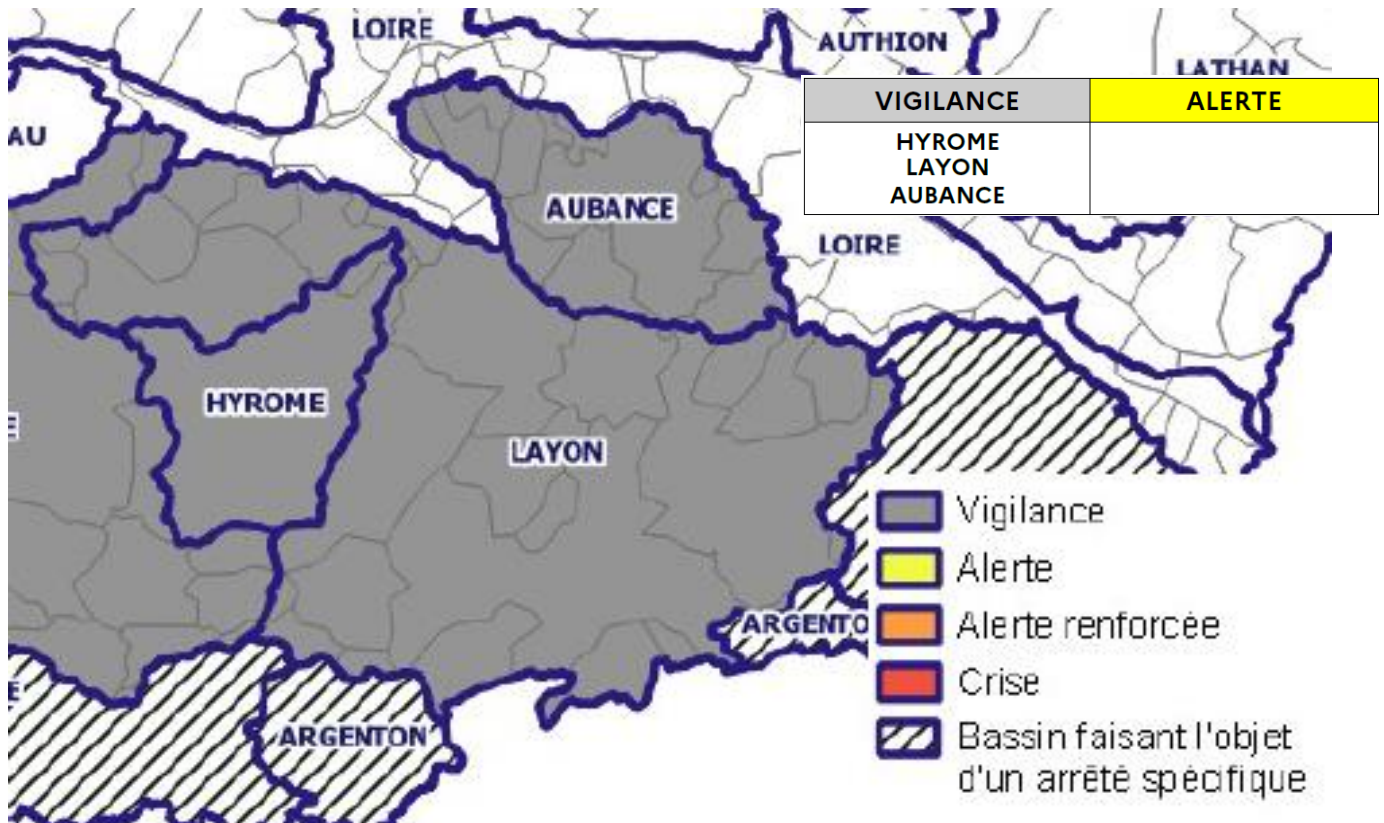 LOIRE
AUTHION
LATHAN
AU
VIGILANCE
ALERTE
HYROME
LAYON
AUBANCE
AUBANCE
LOIRE
HYROME
E
LAYON
Vigilance
Alerte
ARGENTO
Alerte renforcée
Crise
E
ARGENTON
Bassin faisant l'objet
d'un arrêté spécifique